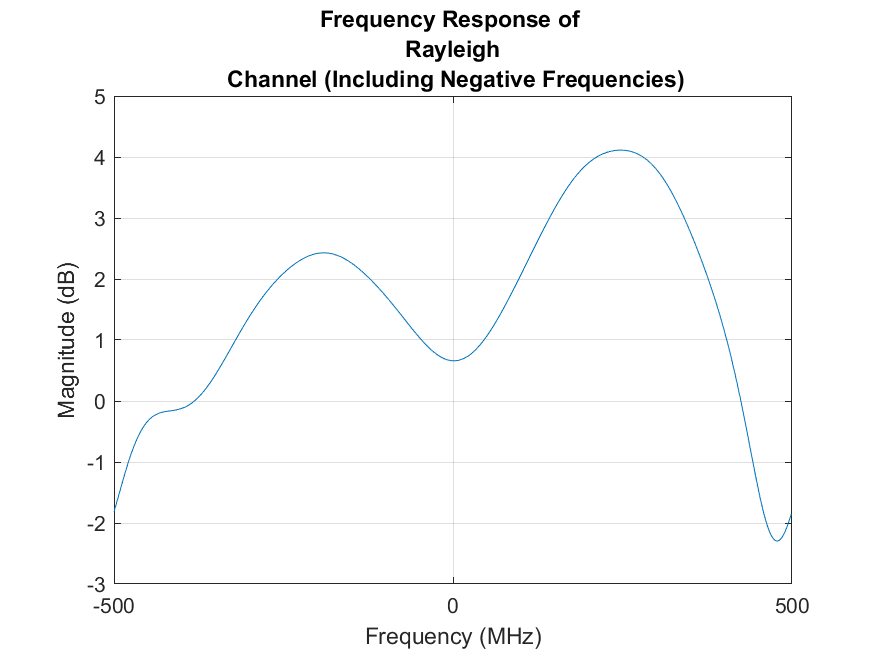 Frequency Response of
Rayleigh
Channel (Including Negative Frequencies)
5
4
3
2
1
0
-1
-2
-3
Magnitude (dB)
-500 0 500
Frequency (MHz)